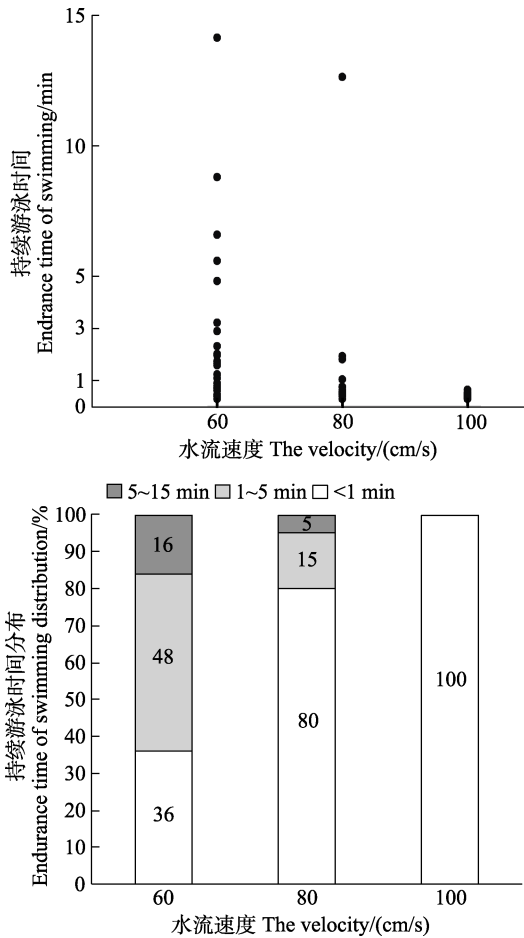 15
10
5
3
1
0
持续游泳时间
Endrance time of swimming/min
60 80 100
水流速度 The velocity/(cm/s)
5~15 min 1~5 min <1 min
100
90
80
70
60
50
40
30
20
10
0
持续游泳时间分布
Endurance time of swimming distribution/%
16
48
36
5
15
80
100
60 80 100
水流速度 The velocity/(cm/s)